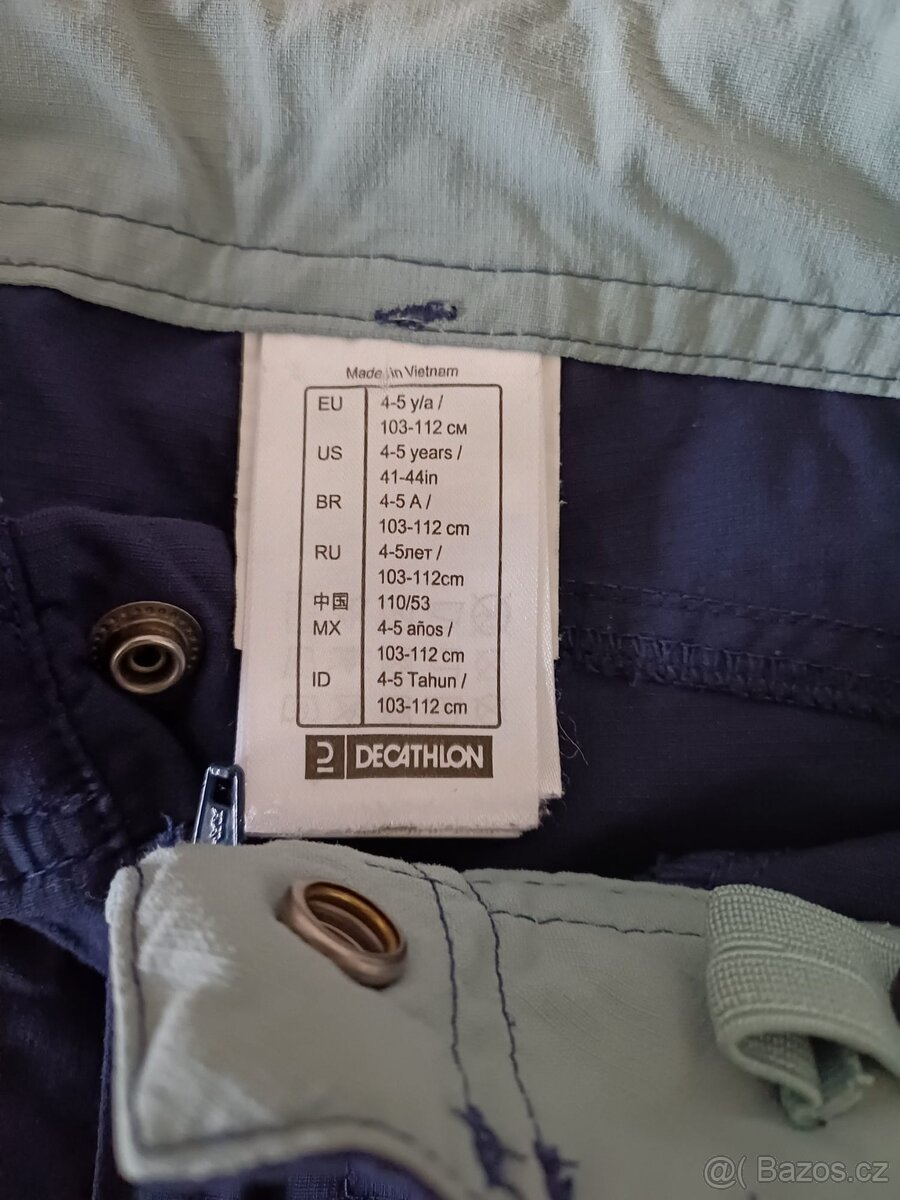 Made in Vietnam
EU 4-5 y/a /
103-112 см
US 4-5 years /
41-44in
BR 4-5 A /
103-112 cm
RU 4-5лет /
103-112cm
中国 110/53
MX 4-5 años /
103-112 cm
ID 4-5 Tahun /
103-112 cm
DECATHLON
@( Bazos.cz